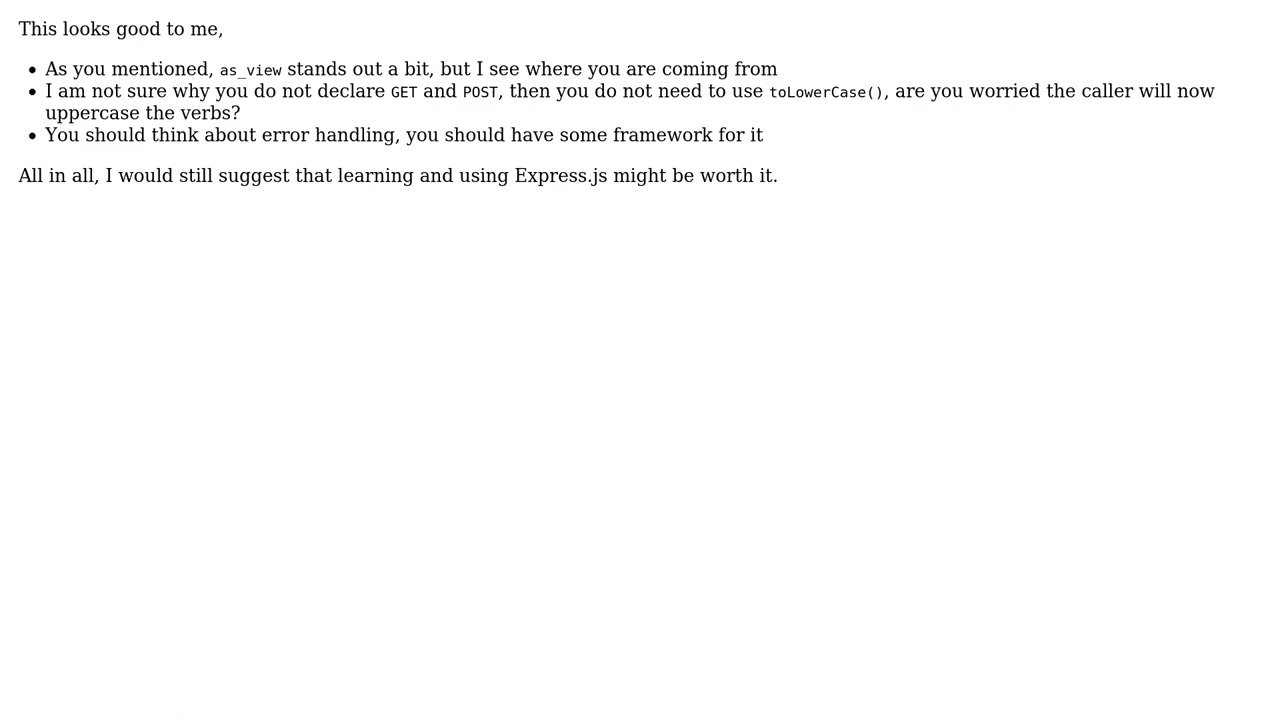 This looks good to me,
As you mentioned, as_view stands out a bit, but I see where you are coming from
I am not sure why you do not declare GET and POST, then you do not need to use toLowerCase(), are you worried the caller will now
uppercase the verbs?
You should think about error handling, you should have some framework for it
All in all, I would still suggest that learning and using Express.js might be worth it.